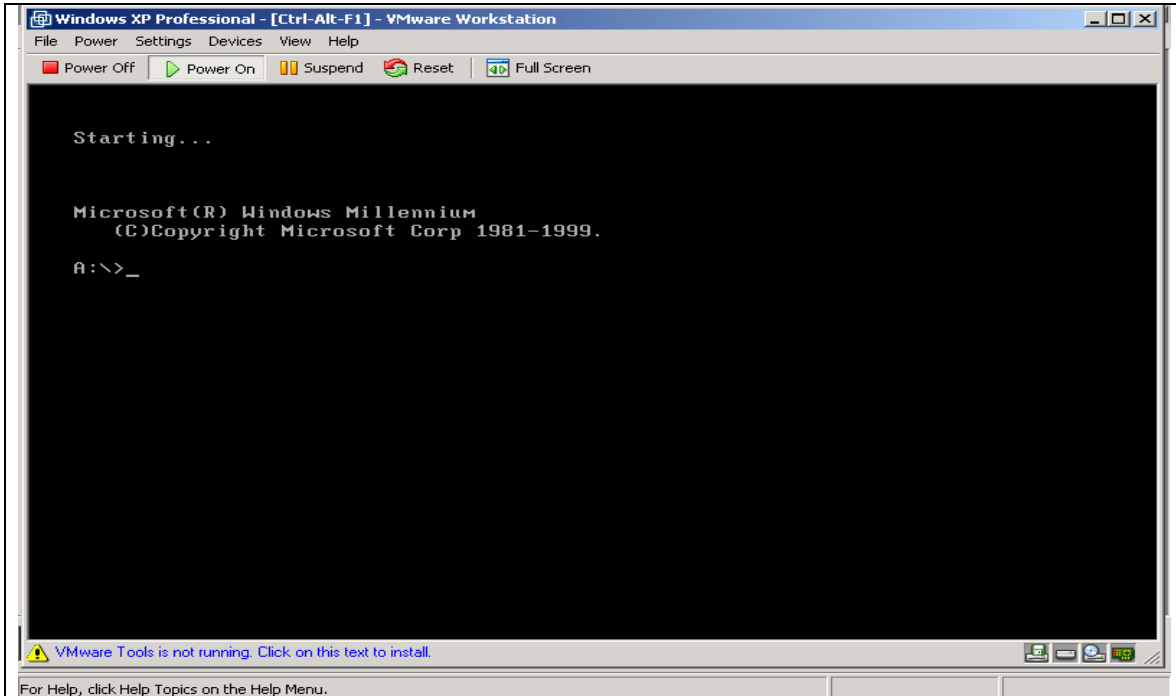 Windows XP Professional - [Ctrl-Alt-F1] - VMware Workstation
File Power Settings Devices View Help
Power Off Power On Suspend Reset Full Screen
Starting...
Microsoft(R) Windows Millennium
(C)Copyright Microsoft Corp 1981-1999.
A:\>_
VMware Tools is not running. Click on this text to install.
For Help, click Help Topics on the Help Menu.